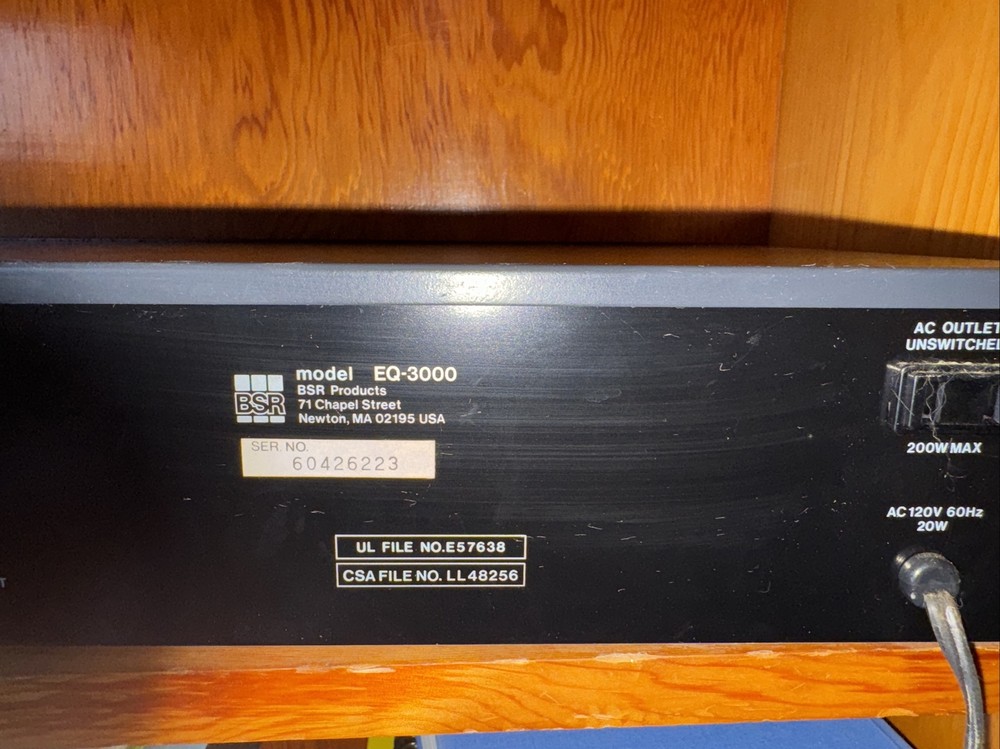 AC OUTLET
UNSWITCHED
model EQ-3000
BSR
BSR Products
71 Chapel Street
Newton, MA 02195 USA
SER. NO.
60426223
200W MAX
AC 120V 60Hz
20W
UL FILE NO.E57638
CSA FILE NO. LL48256
T